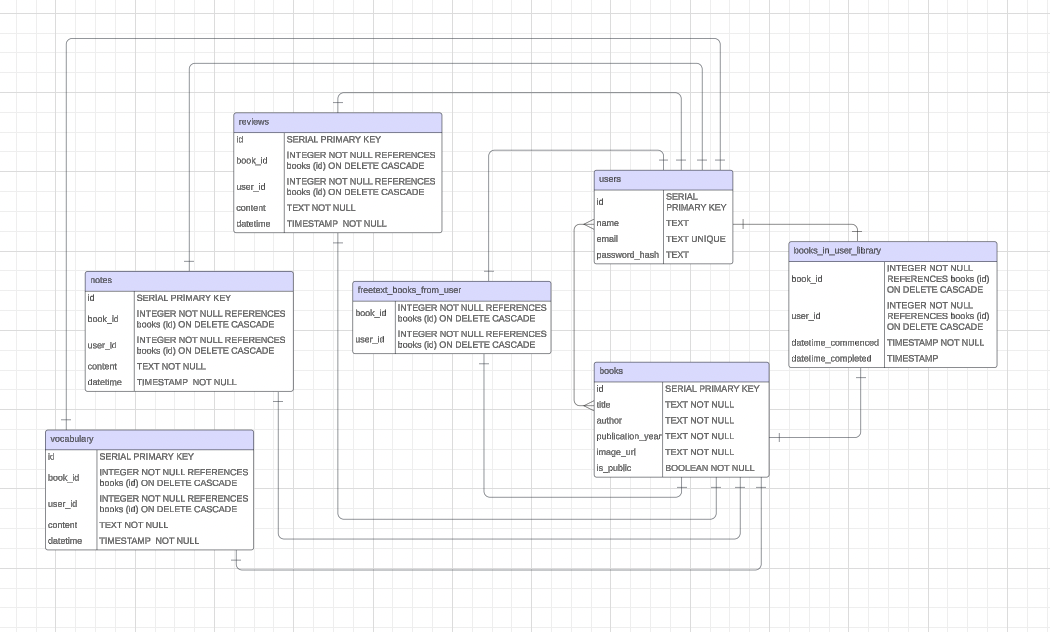 reviews
id SERIAL PRIMARY KEY
book_id INTEGER NOT NULL REFERENCES
books (id) ON DELETE CASCADE
user_id INTEGER NOT NULL REFERENCES
books (id) ON DELETE CASCADE
content TEXT NOT NULL
datetime TIMESTAMP NOT NULL
users
id SERIAL
PRIMARY KEY
name TEXT
email TEXT UNIQUE
password_hash TEXT
books_in_user_library
book_id INTEGER NOT NULL
REFERENCES books (id)
ON DELETE CASCADE
user_id INTEGER NOT NULL
REFERENCES books (id)
ON DELETE CASCADE
datetime_commenced TIMESTAMP NOT NULL
datetime_completed TIMESTAMP
notes
id SERIAL PRIMARY KEY
book_id INTEGER NOT NULL REFERENCES
books (id) ON DELETE CASCADE
user_id INTEGER NOT NULL REFERENCES
books (id) ON DELETE CASCADE
content TEXT NOT NULL
datetime TIMESTAMP NOT NULL
freetext_books_from_user
book_id INTEGER NOT NULL REFERENCES
books (id) ON DELETE CASCADE
user_id INTEGER NOT NULL REFERENCES
books (id) ON DELETE CASCADE
books
id SERIAL PRIMARY KEY
title TEXT NOT NULL
author TEXT NOT NULL
publication_year TEXT NOT NULL
image_url TEXT NOT NULL
is_public BOOLEAN NOT NULL
vocabulary
id SERIAL PRIMARY KEY
book_id INTEGER NOT NULL REFERENCES
books (id) ON DELETE CASCADE
user_id INTEGER NOT NULL REFERENCES
books (id) ON DELETE CASCADE
content TEXT NOT NULL
datetime TIMESTAMP NOT NULL